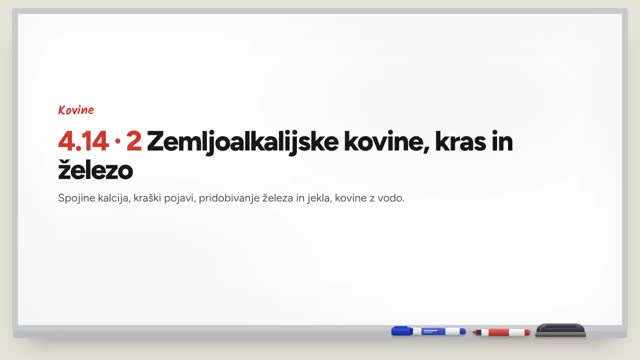 Kovine
4.14 · 2 Zemljoalkalijske kovine, kras in
železo
Spojine kalcija, kraški pojavi, pridobivanje železa in jekla, kovine z vodo.